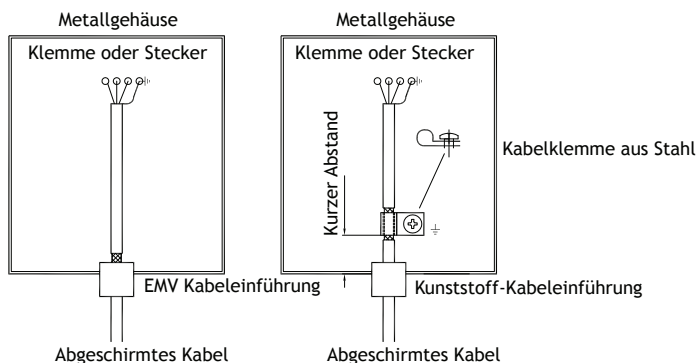 Metallgehäuse
Klemme oder Stecker
EMV Kabeleinführung
Abgeschirmtes Kabel
Metallgehäuse
Klemme oder Stecker
Kurzer Abstand
Kabelklemme aus Stahl
Kunststoff-Kabeleinführung
Abgeschirmtes Kabel